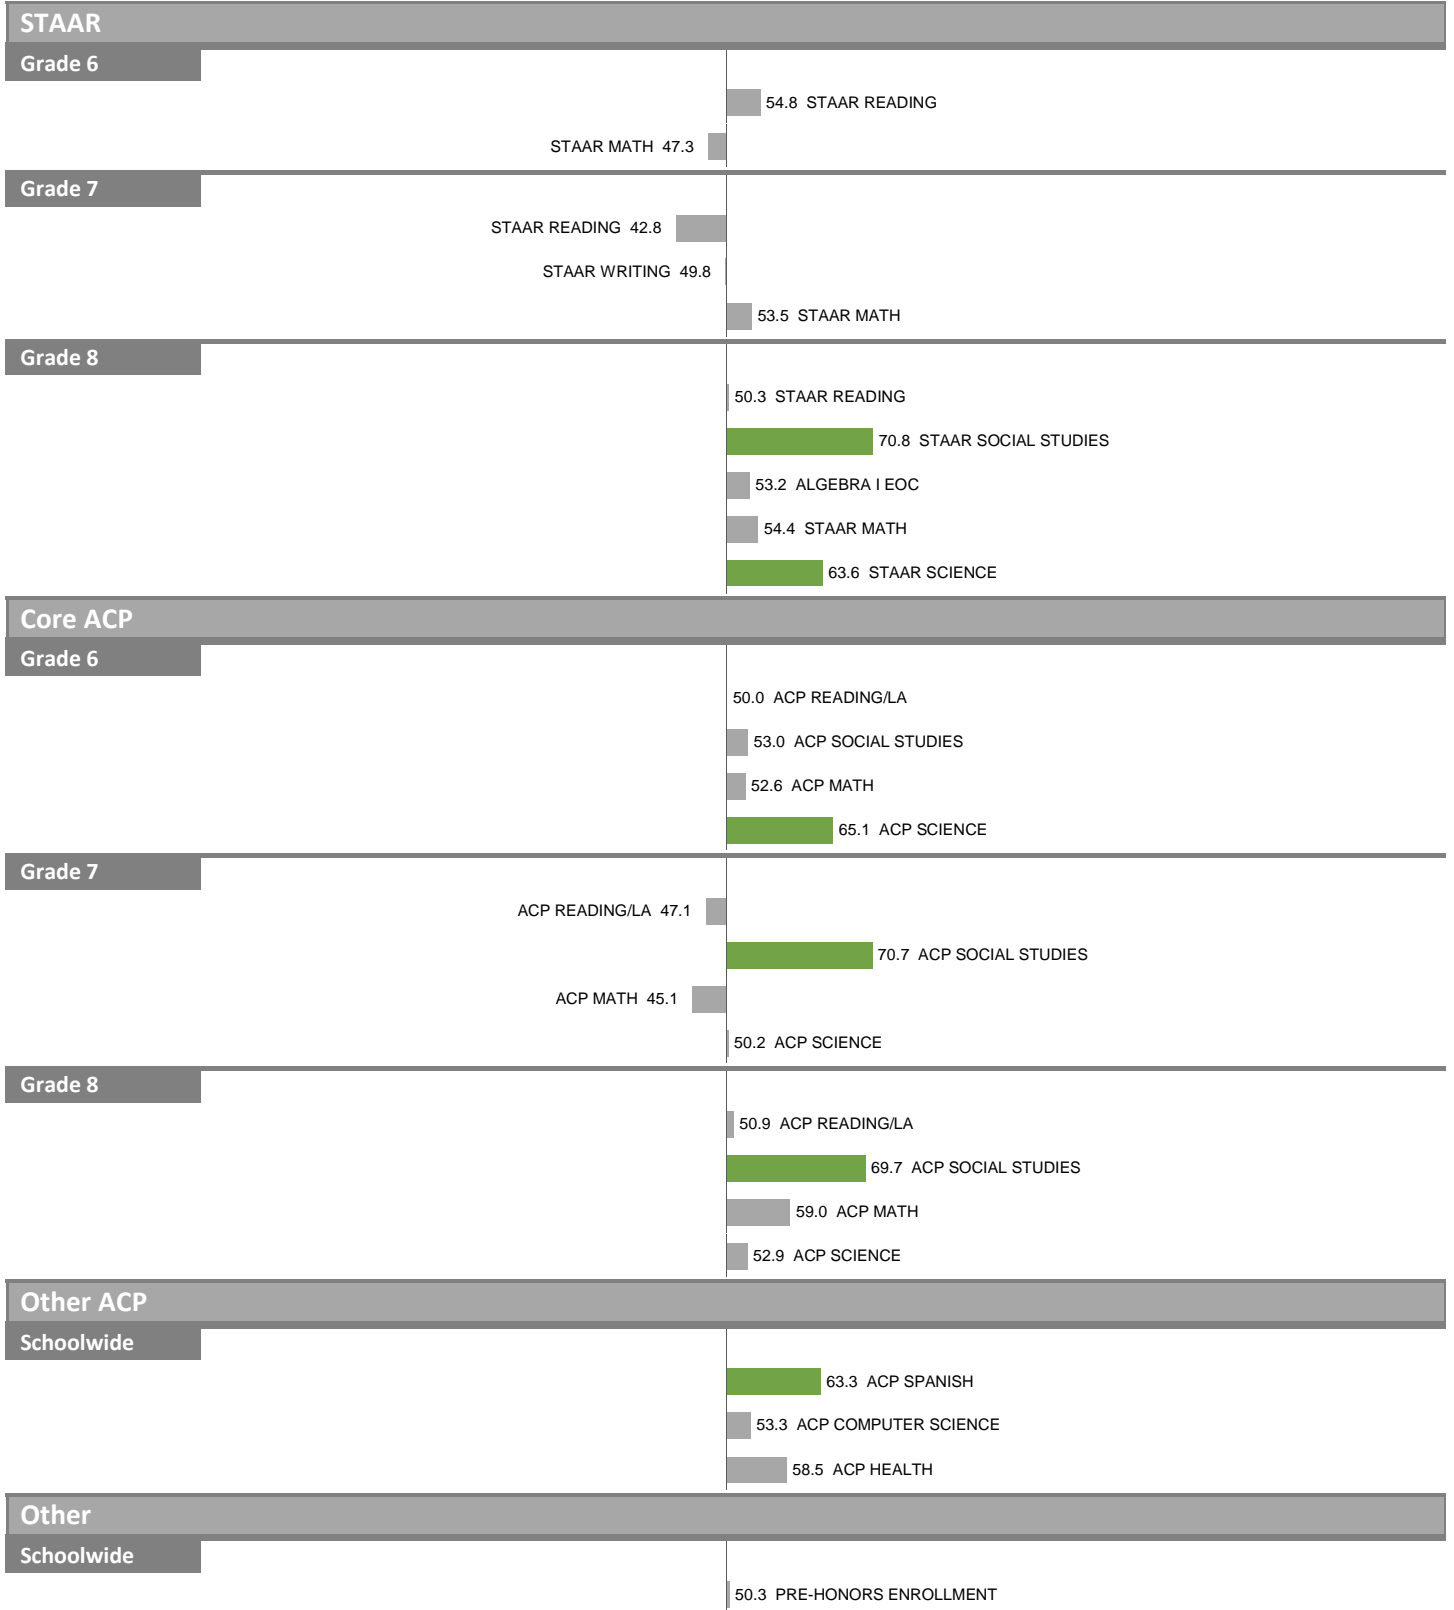 STAAR
Grade 6
54.8 STAAR READING
STAAR MATH 47.3
Grade 7
STAAR READING 42.8
STAAR WRITING 49.8
53.5 STAAR MATH
Grade 8
50.3 STAAR READING
70.8 STAAR SOCIAL STUDIES
53.2 ALGEBRA I EOC
54.4 STAAR MATH
63.6 STAAR SCIENCE
Core ACP
Grade 6
50.0 ACP READING/LA
53.0 ACP SOCIAL STUDIES
52.6 ACP MATH
65.1 ACP SCIENCE
Grade 7
ACP READING/LA 47.1
70.7 ACP SOCIAL STUDIES
ACP MATH 45.1
50.2 ACP SCIENCE
Grade 8
50.9 ACP READING/LA
69.7 ACP SOCIAL STUDIES
59.0 ACP MATH
52.9 ACP SCIENCE
Other ACP
Schoolwide
63.3 ACP SPANISH
53.3 ACP COMPUTER SCIENCE
58.5 ACP HEALTH
Other
Schoolwide
50.3 PRE-HONORS ENROLLMENT